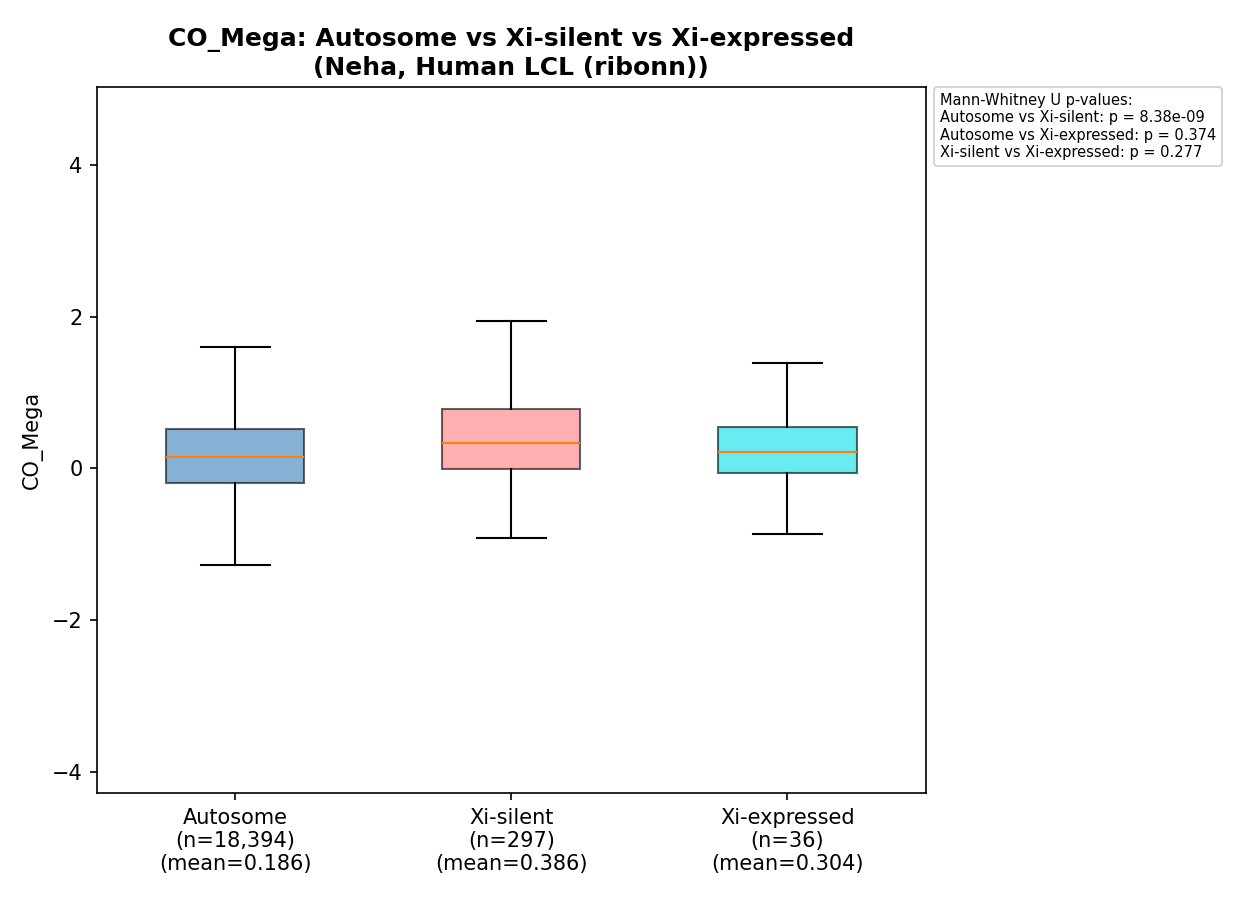 CO_Mega: Autosome vs Xi-silent vs Xi-expressed
(Neha, Human LCL (ribonn))
Mann-Whitney U p-values:
Autosome vs Xi-silent: p = 8.38e-09
Autosome vs Xi-expressed: p = 0.374
Xi-silent vs Xi-expressed: p = 0.277
CO_Mega
4
2
0
−2
−4
Autosome
(n=18,394)
(mean=0.186)
Xi-silent
(n=297)
(mean=0.386)
Xi-expressed
(n=36)
(mean=0.304)